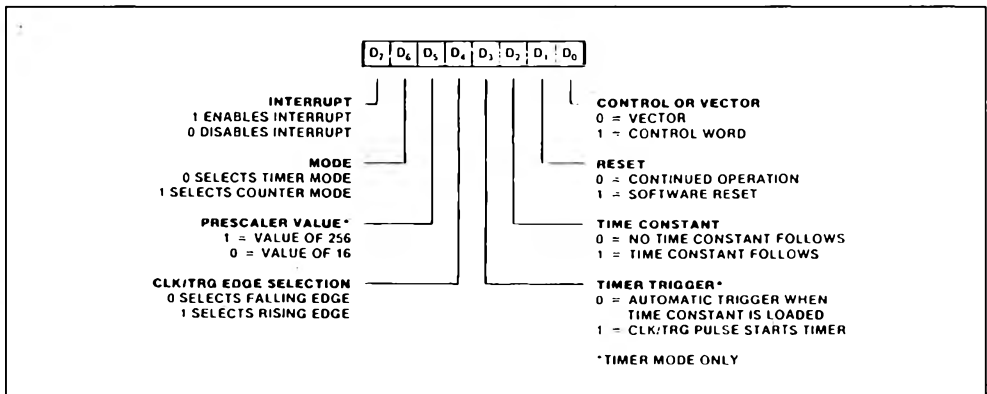 D7 D6 D5 D4 D3 D2 D1 D0
INTERRUPT
1 ENABLES INTERRUPT
0 DISABLES INTERRUPT
MODE
0 SELECTS TIMER MODE
1 SELECTS COUNTER MODE
PRESCALER VALUE*
1 = VALUE OF 256
0 = VALUE OF 16
CLK/TRG EDGE SELECTION
0 SELECTS FALLING EDGE
1 SELECTS RISING EDGE
CONTROL OR VECTOR
0 = VECTOR
1 = CONTROL WORD
RESET
0 = CONTINUED OPERATION
1 = SOFTWARE RESET
TIME CONSTANT
0 = NO TIME CONSTANT FOLLOWS
1 = TIME CONSTANT FOLLOWS
TIMER TRIGGER*
0 = AUTOMATIC TRIGGER WHEN
TIME CONSTANT IS LOADED
1 = CLK/TRG PULSE STARTS TIMER
*TIMER MODE ONLY